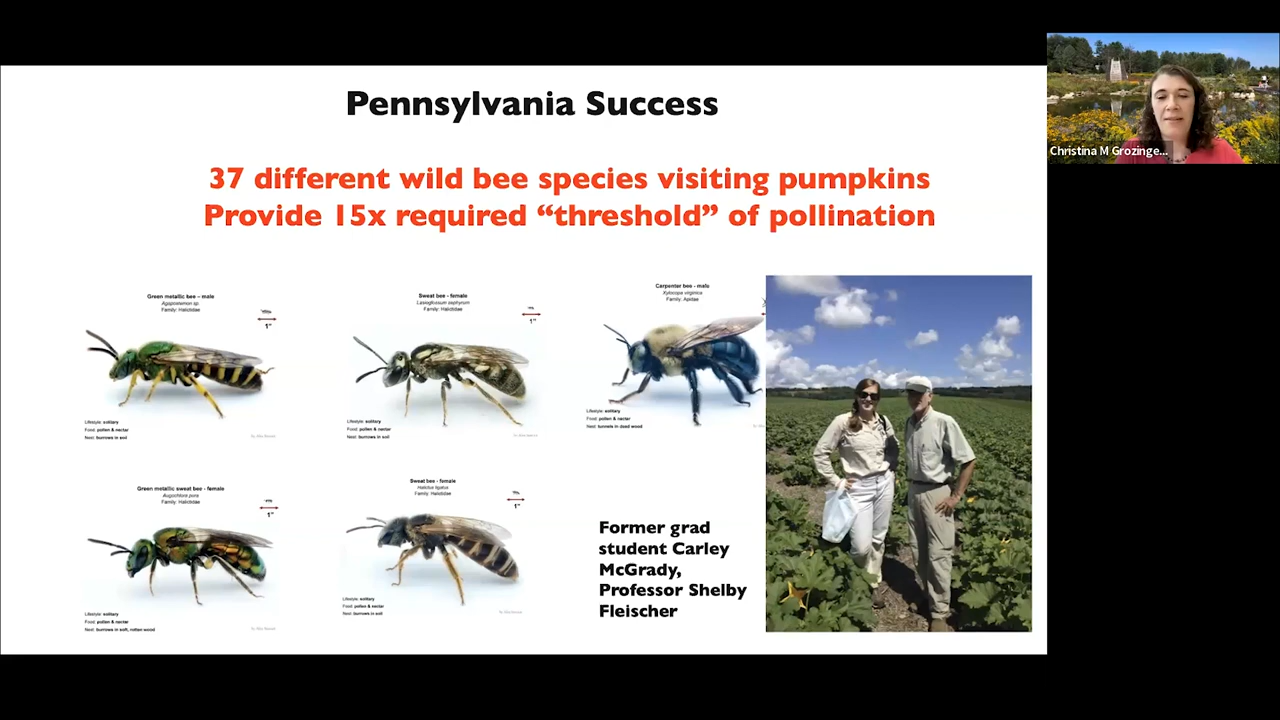 Pennsylvania Success
Christina M Grozinge...
37 different wild bee species visiting pumpkins
Provide 15x required “threshold” of pollination
Green metallic bee – male
Agapostemon sp.
Family: Halictidae
1"
Lifestyle: solitary
Food: pollen & nectar
Nest: burrows in soil
Sweat bee - female
Lasioglossum zephyrum
Family: Halictidae
1"
Lifestyle: solitary
Food: pollen & nectar
Nest: burrows in soil
Carpenter bee - male
Xylocopa virginica
Family: Apidae
Lifestyle: solitary
Food: pollen & nectar
Nest: tunnels in dead wood
Green metallic sweat bee - female
Augochlora pura
Family: Halictidae
1"
Lifestyle: solitary
Food: pollen & nectar
Nest: burrows in soft, rotten wood
Sweat bee - female
Halictus ligatus
Family: Halictidae
1"
Lifestyle: solitary
Food: pollen & nectar
Nest: burrows in soil
Former grad
student Carley
McGrady,
Professor Shelby
Fleischer